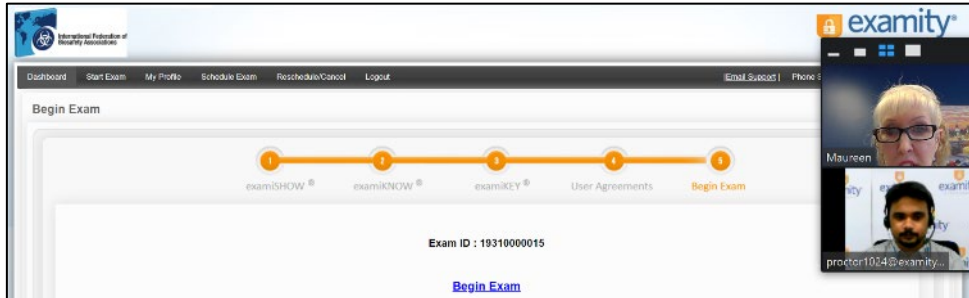 International Federation of
Biosafety Associations
examity®
Dashboard Start Exam My Profile Schedule Exam Reschedule/Cancel Logout |Email Support| Phone S
Begin Exam
1 2 3 4 5
examiSHOW ® examiKNOW ® examiKEY ® User Agreements Begin Exam
Exam ID : 19310000015
Begin Exam
Maureen
proctor1024@examity...